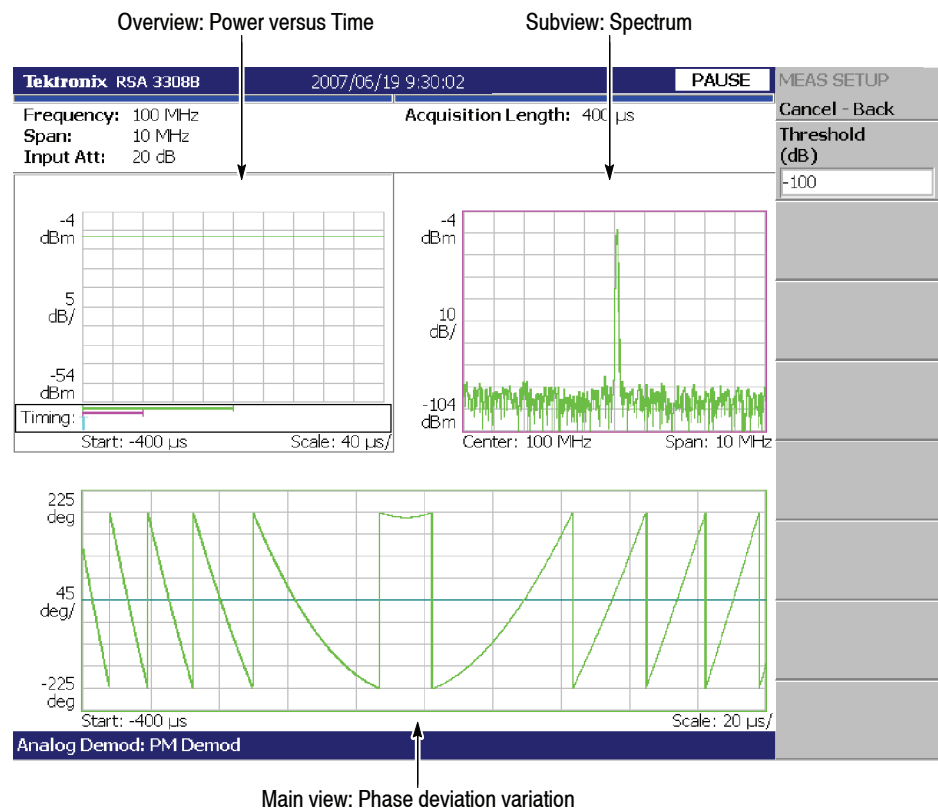 Overview: Power versus Time
Subview: Spectrum
Tektronix RSA 3308B
2007/06/19 9:30:02
PAUSE
MEAS SETUP
Cancel - Back
Frequency: 100 MHz
Acquisition Length: 400 µs
Span: 10 MHz
Input Att: 20 dB
Threshold
(dB)
-100
-4
dBm
5
dB/
-54
dBm
Timing:
Start: -400 µs
Scale: 40 µs/
-4
dBm
10
dB/
-104
dBm
Center: 100 MHz
Span: 10 MHz
225
deg
45
deg/
-225
deg
Start: -400 µs
Scale: 20 µs/
Analog Demod: PM Demod
Main view: Phase deviation variation